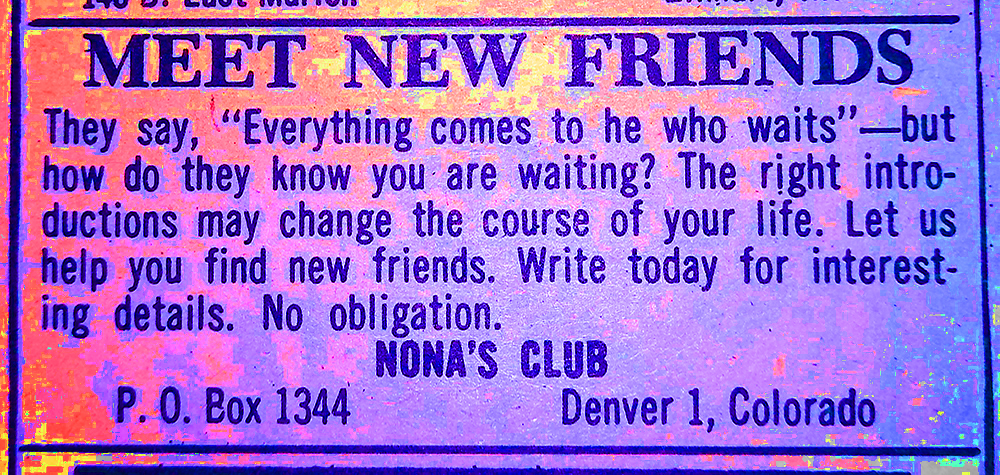 MEET NEW FRIENDS
They say, "Everything comes to he who waits"—but
how do they know you are waiting? The right intro-
ductions may change the course of your life. Let us
help you find new friends. Write today for interest-
ing details. No obligation.
NONA'S CLUB
P. O. Box 1344 Denver 1, Colorado